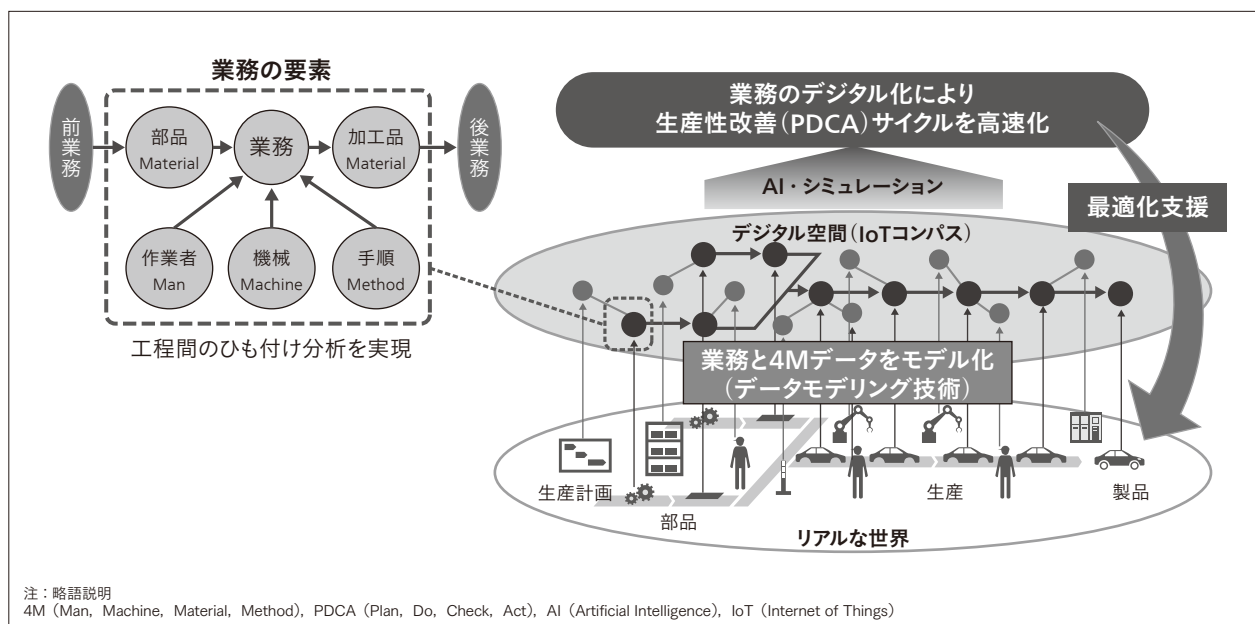 業務の要素
前業務
部品
Material
業務
加工品
Material
後業務
作業者
Man
機械
Machine
手順
Method
工程間のひも付け分析を実現
業務のデジタル化により
生産性改善（PDCA）サイクルを高速化
AI・シミュレーション
最適化支援
デジタル空間（IoTコンパス）
業務と4Mデータをモデル化
（データモデリング技術）
生産計画
部品
生産
製品
リアルな世界
注：略語説明
4M（Man，Machine，Material，Method），PDCA（Plan，Do，Check，Act），AI（Artificial Intelligence），IoT（Internet of Things）